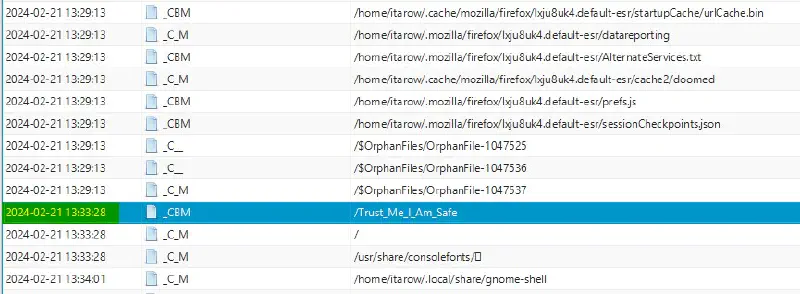 2024-02-21 13:29:13 _CBM /home/itarow/.cache/mozilla/firefox/lxju8uk4.default-esr/startupCache/urlCache.bin
2024-02-21 13:29:13 _C_M /home/itarow/.mozilla/firefox/lxju8uk4.default-esr/datareporting
2024-02-21 13:29:13 _CBM /home/itarow/.mozilla/firefox/lxju8uk4.default-esr/AlternateServices.txt
2024-02-21 13:29:13 _C_M /home/itarow/.cache/mozilla/firefox/lxju8uk4.default-esr/cache2/doomed
2024-02-21 13:29:13 _CBM /home/itarow/.mozilla/firefox/lxju8uk4.default-esr/prefs.js
2024-02-21 13:29:13 _CBM /home/itarow/.mozilla/firefox/lxju8uk4.default-esr/sessionCheckpoints.json
2024-02-21 13:29:13 _C__ /$OrphanFiles/OrphanFile-1047525
2024-02-21 13:29:13 _C__ /$OrphanFiles/OrphanFile-1047536
2024-02-21 13:29:13 _C_M /$OrphanFiles/OrphanFile-1047537
2024-02-21 13:33:28 _CBM /Trust_Me_I_Am_Safe
2024-02-21 13:33:28 _C_M /
2024-02-21 13:33:28 _C_M /usr/share/consolefonts/▯
2024-02-21 13:34:01 _C_M /home/itarow/.local/share/gnome-shell